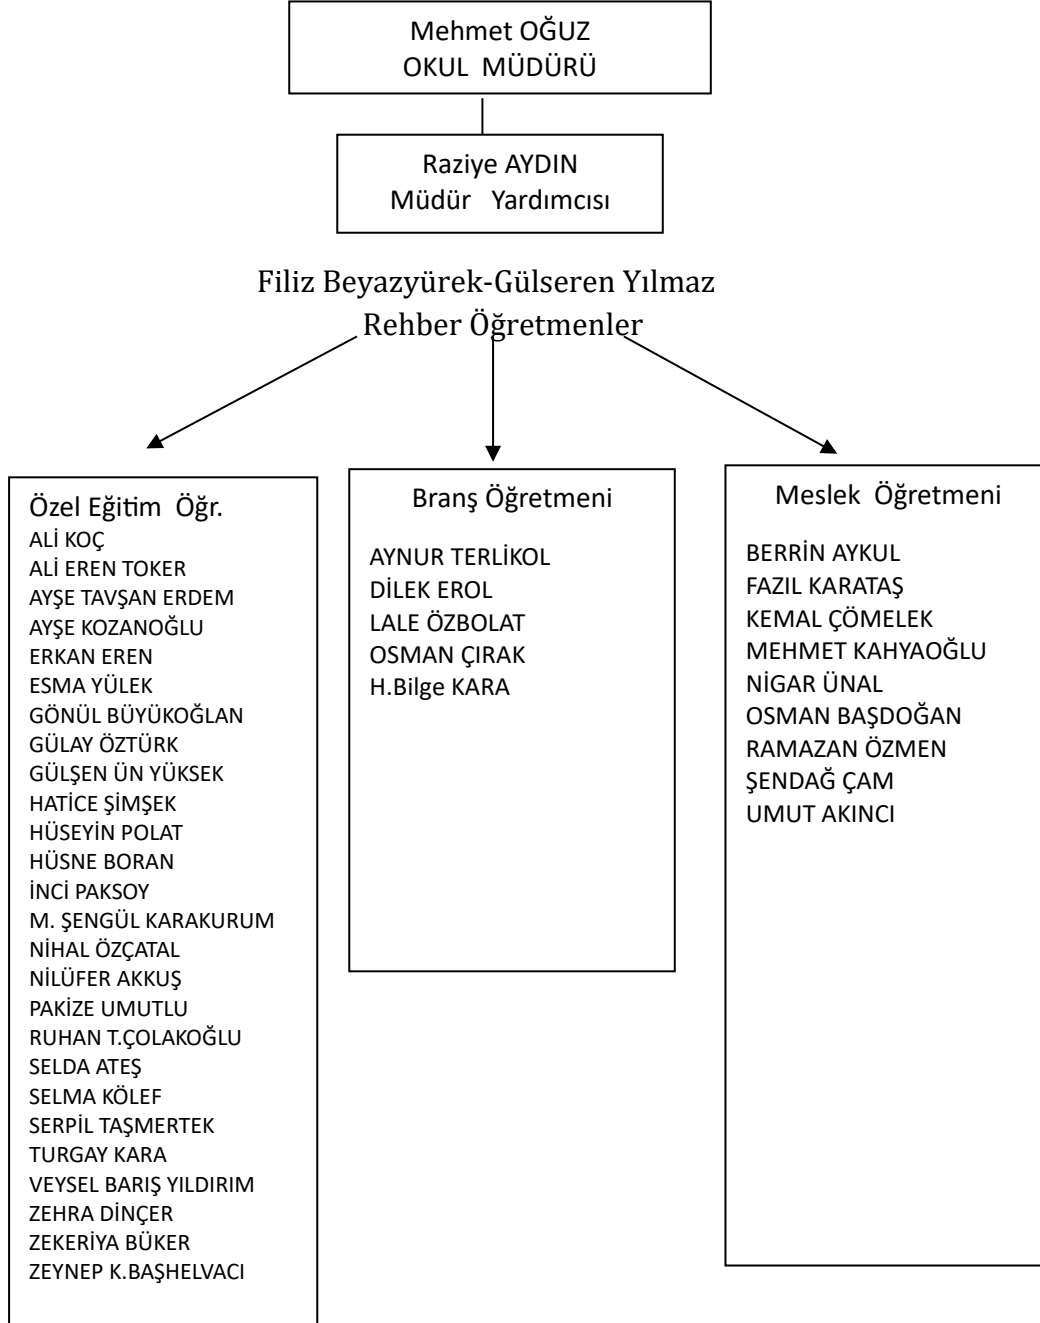 Mehmet OĞUZ
OKUL MÜDÜRÜ
Raziye AYDIN
Müdür Yardımcısı
Filiz Beyazyürek-Gülseren Yılmaz
Rehber Öğretmenler
Özel Eğitim Öğr.
ALİ KOÇ
ALİ EREN TOKER
AYŞE TAVŞAN ERDEM
AYŞE KOZANOĞLU
ERKAN EREN
ESMA YÜLEK
GÖNÜL BÜYÜKOĞLAN
GÜLAY ÖZTÜRK
GÜLŞEN ÜN YÜKSEK
HATİCE ŞİMŞEK
HÜSEYİN POLAT
HÜSNE BORAN
İNCİ PAKSOY
M. ŞENGÜL KARAKURUM
NİHAL ÖZÇATAL
NİLÜFER AKKUŞ
PAKİZE UMUTLU
RUHAN T.ÇOLAKOĞLU
SELDA ATEŞ
SELMA KÖLEF
SERPİL TAŞMERTEK
TURGAY KARA
VEYSEL BARIŞ YILDIRIM
ZEHRA DİNÇER
ZEKERİYA BÜKER
ZEYNEP K.BAŞHELVACI
Branş Öğretmeni
AYNUR TERLİKOL
DİLEK EROL
LALE ÖZBOLAT
OSMAN ÇIRAK
H.Bilge KARA
Meslek Öğretmeni
BERRİN AYKUL
FAZIL KARATAŞ
KEMAL ÇÖMELEK
MEHMET KAHYAOĞLU
NİGAR ÜNAL
OSMAN BAŞDOĞAN
RAMAZAN ÖZMEN
ŞENDAĞ ÇAM
UMUT AKINCI